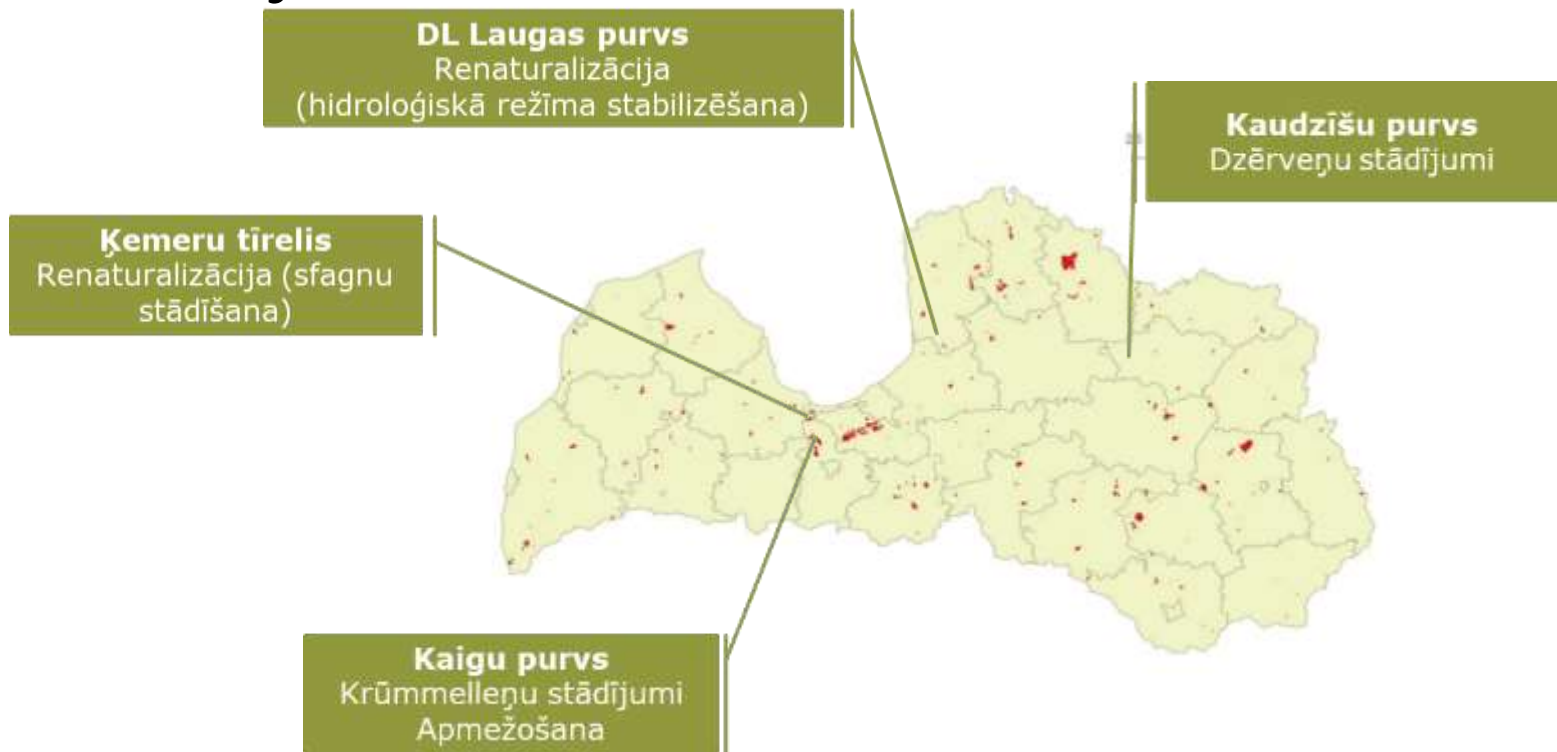 DL Laugas purvs
Renaturalizācija
(hidroloģiskā režīma stabilizēšana)
Kaudzīšu purvs
Dzērveņu stādījumi
Ķemeru tīrelis
Renaturalizācija (sfagnu
stādīšana)
Kaigu purvs
Krūmmelleņu stādījumi
Apmežošana